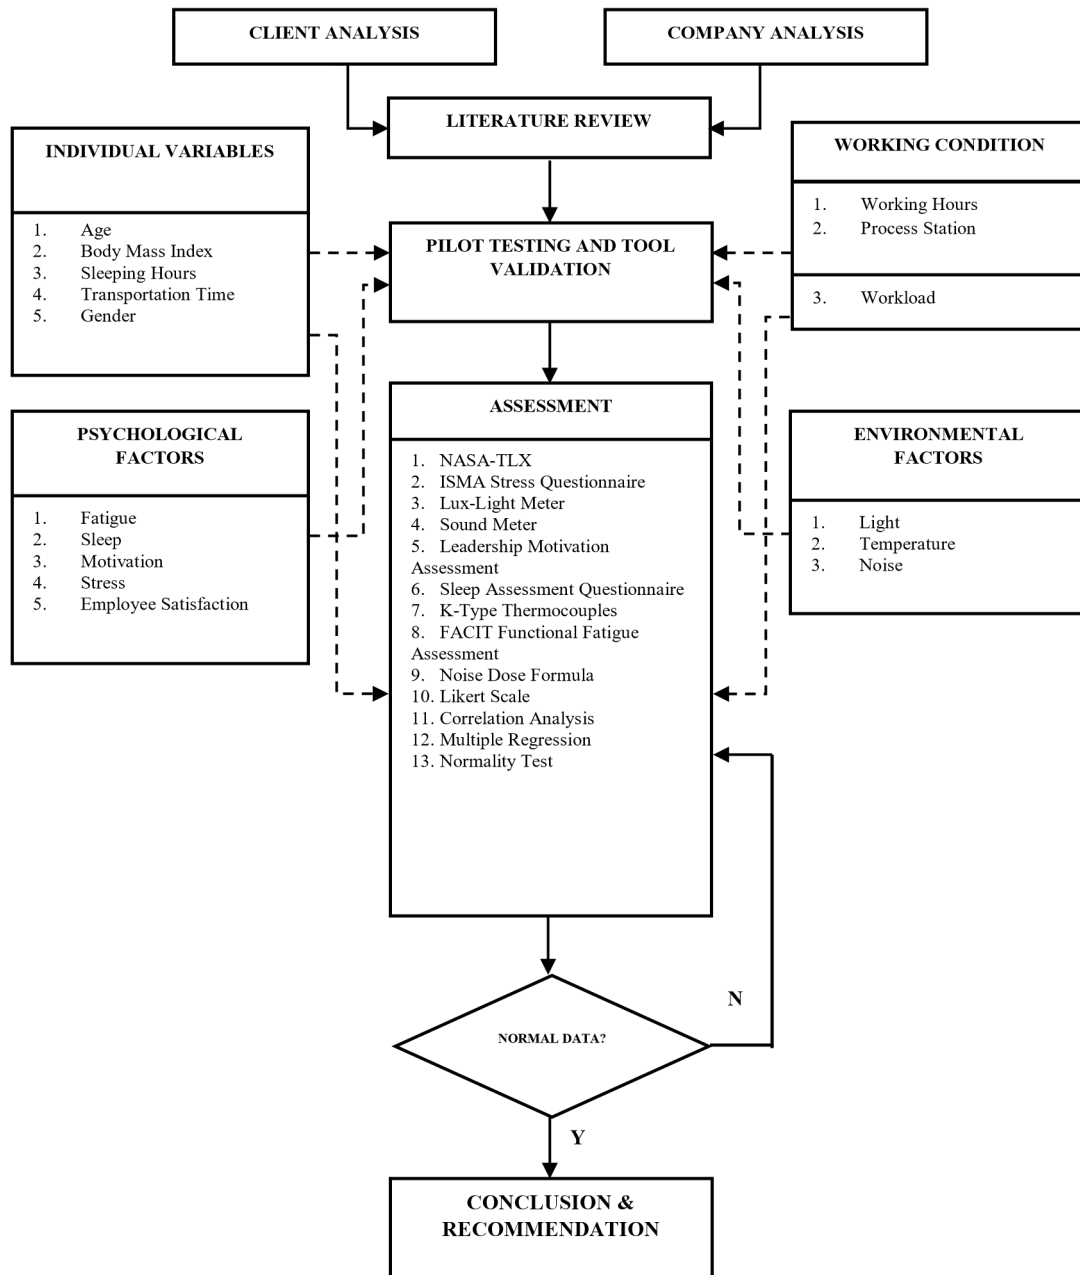 CLIENT ANALYSIS
COMPANY ANALYSIS
LITERATURE REVIEW
INDIVIDUAL VARIABLES
1. Age
2. Body Mass Index
3. Sleeping Hours
4. Transportation Time
5. Gender
WORKING CONDITION
1. Working Hours
2. Process Station
3. Workload
PILOT TESTING AND TOOL
VALIDATION
PSYCHOLOGICAL
FACTORS
1. Fatigue
2. Sleep
3. Motivation
4. Stress
5. Employee Satisfaction
ASSESSMENT
1. NASA-TLX
2. ISMA Stress Questionnaire
3. Lux-Light Meter
4. Sound Meter
5. Leadership Motivation
Assessment
6. Sleep Assessment Questionnaire
7. K-Type Thermocouples
8. FACIT Functional Fatigue
Assessment
9. Noise Dose Formula
10. Likert Scale
11. Correlation Analysis
12. Multiple Regression
13. Normality Test
ENVIRONMENTAL
FACTORS
1. Light
2. Temperature
3. Noise
NORMAL DATA?
N
Y
CONCLUSION &
RECOMMENDATION